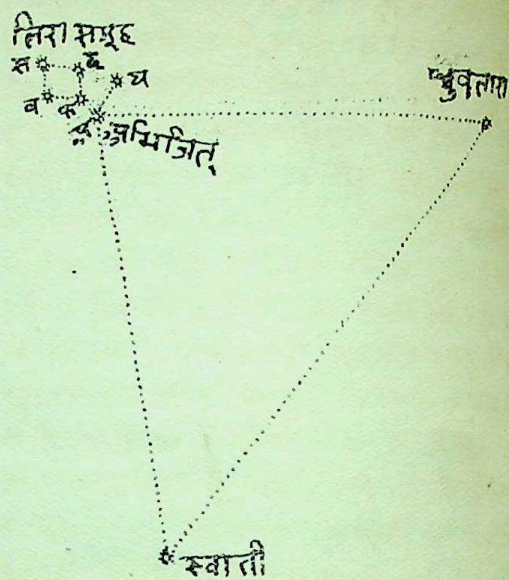 लिरा समूह
स द
घ
ध्रुवतारा
व क
अभिजित्
स्वाती